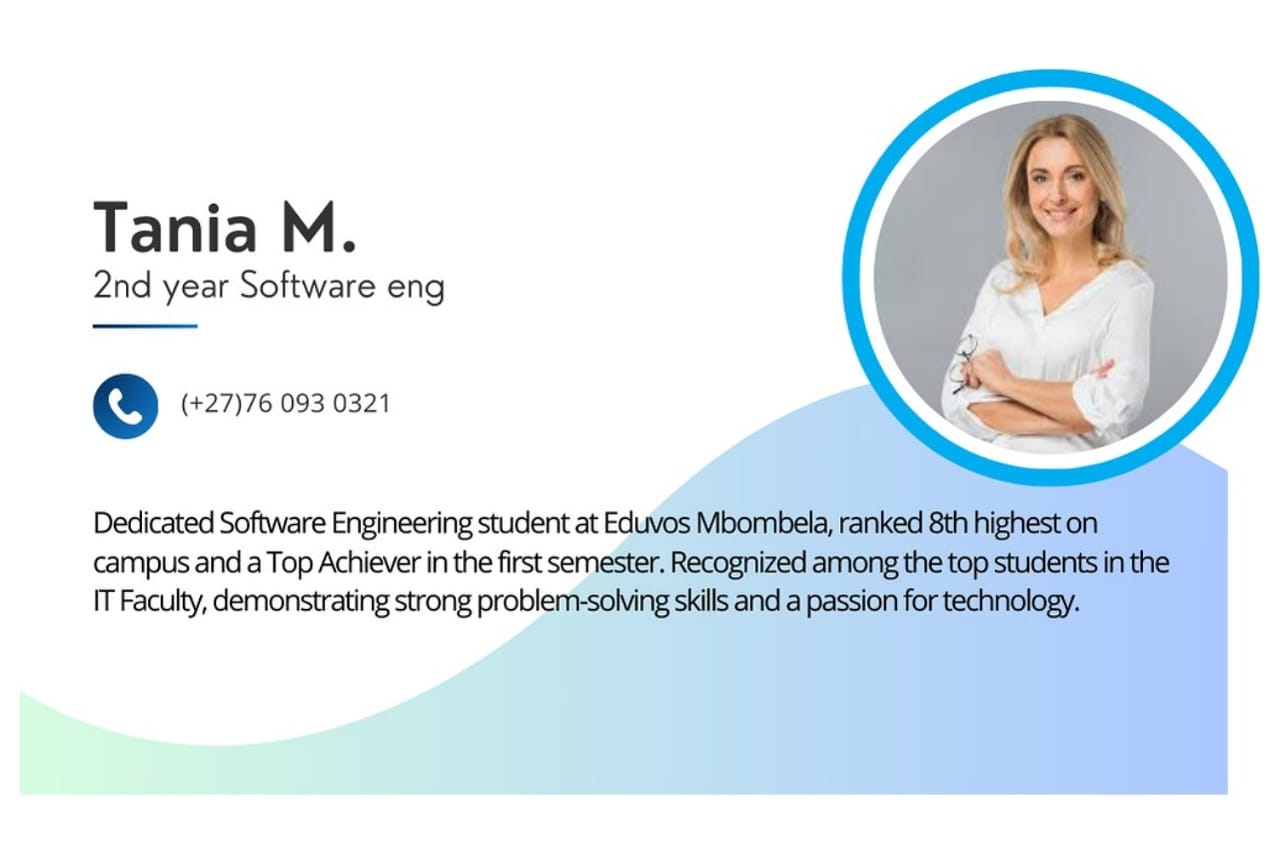 Tania M.
2nd year Software eng
(+27)76 093 0321
Dedicated Software Engineering student at Eduvos Mbombela, ranked 8th highest on
campus and a Top Achiever in the first semester. Recognized among the top students in the
IT Faculty, demonstrating strong problem-solving skills and a passion for technology.